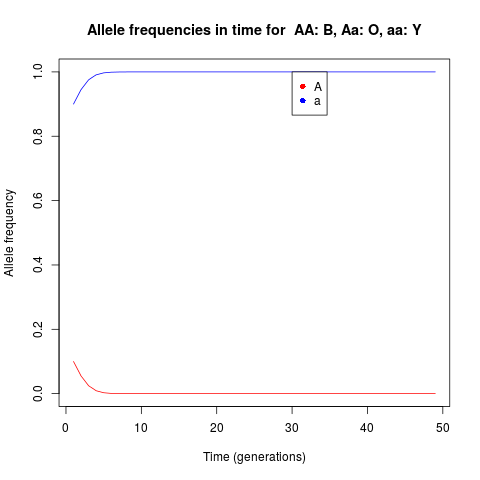 Allele frequencies in time for  AA: B, Aa: O, aa: Y
Allele frequency
1.0
0.8
0.6
0.4
0.2
0.0
A
a
0 10 20 30 40 50
Time (generations)